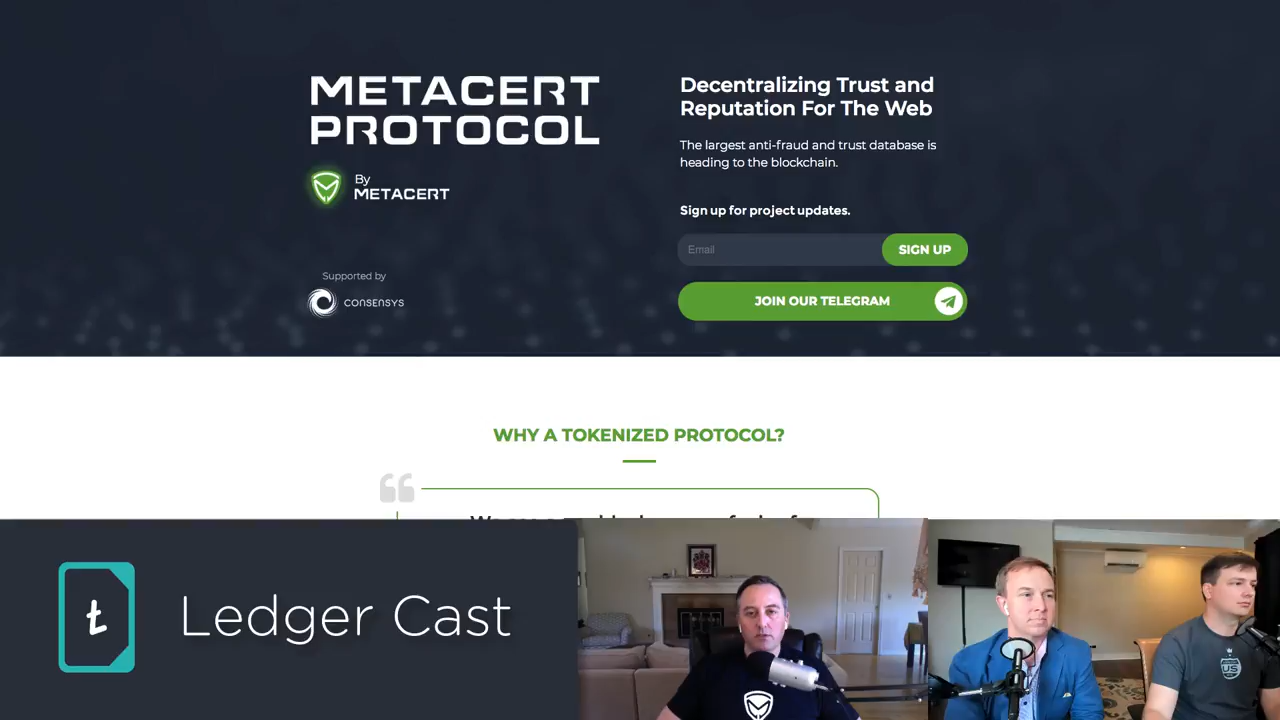 METACERT
PROTOCOL
By
METACERT
Supported by
CONSENSYS
Decentralizing Trust and
Reputation For The Web
The largest anti-fraud and trust database is
heading to the blockchain.
Sign up for project updates.
Email
SIGN UP
JOIN OUR TELEGRAM
WHY A TOKENIZED PROTOCOL?
Ledger Cast
US